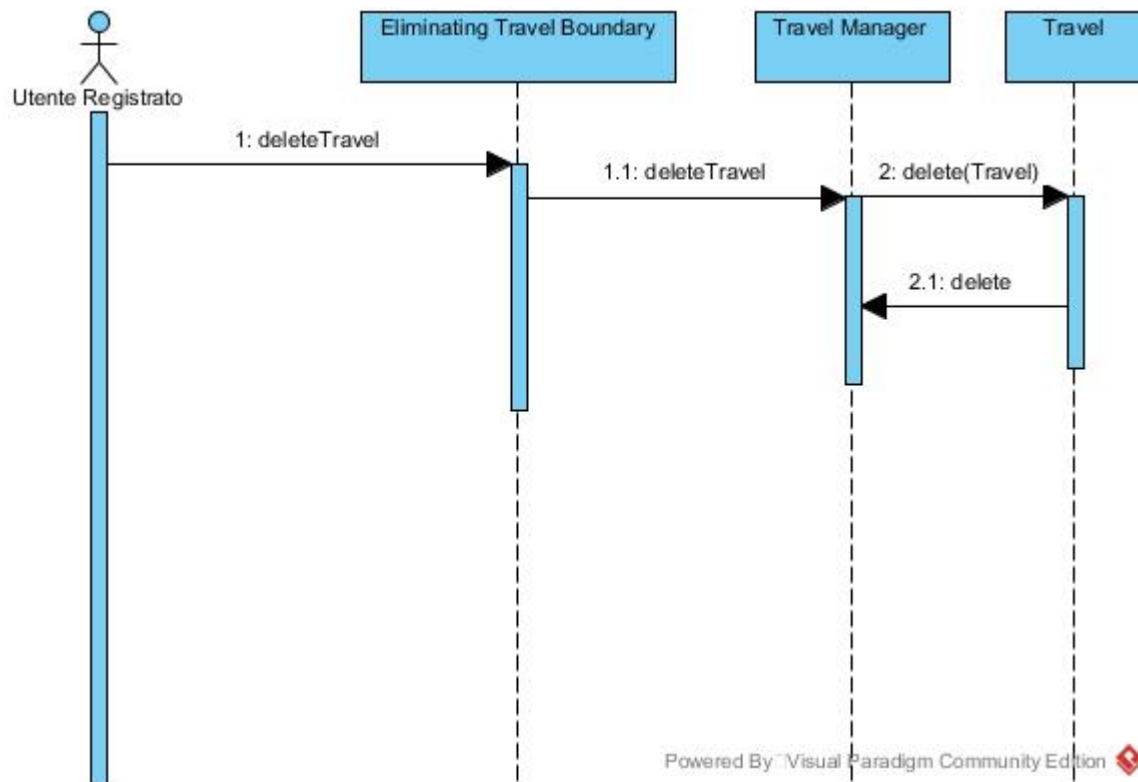 Eliminating Travel Boundary
Travel Manager
Travel
Utente Registrato
1: deleteTravel
1.1: deleteTravel
2: delete(Travel)
2.1: delete
Powered By Visual Paradigm Community Edition